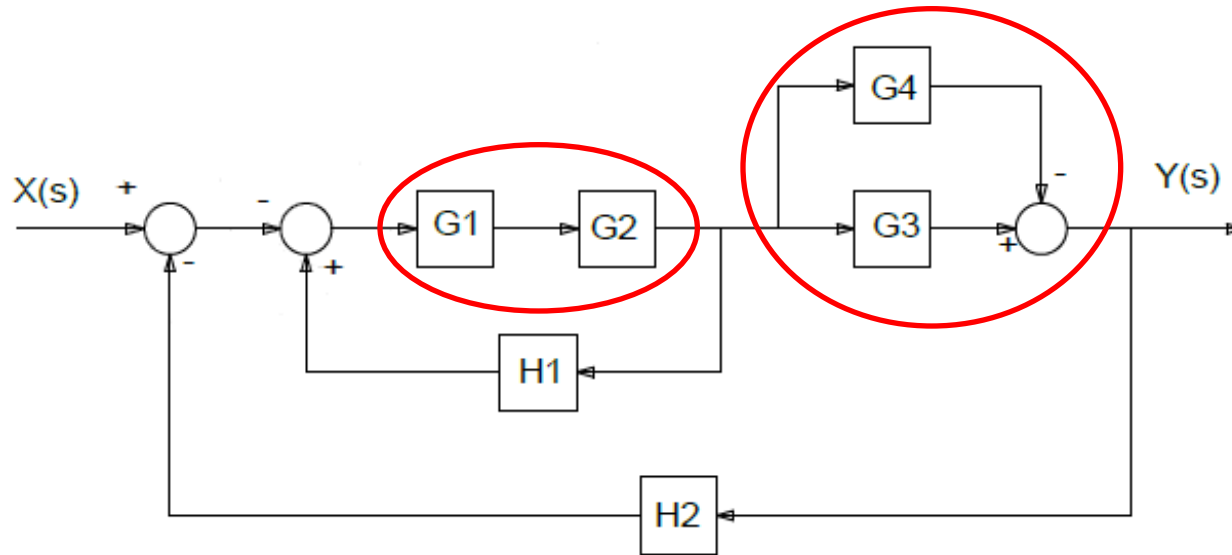 G4
X(s)
+
-
-
Y(s)
G1
G2
G3
+
-
+
H1
H2